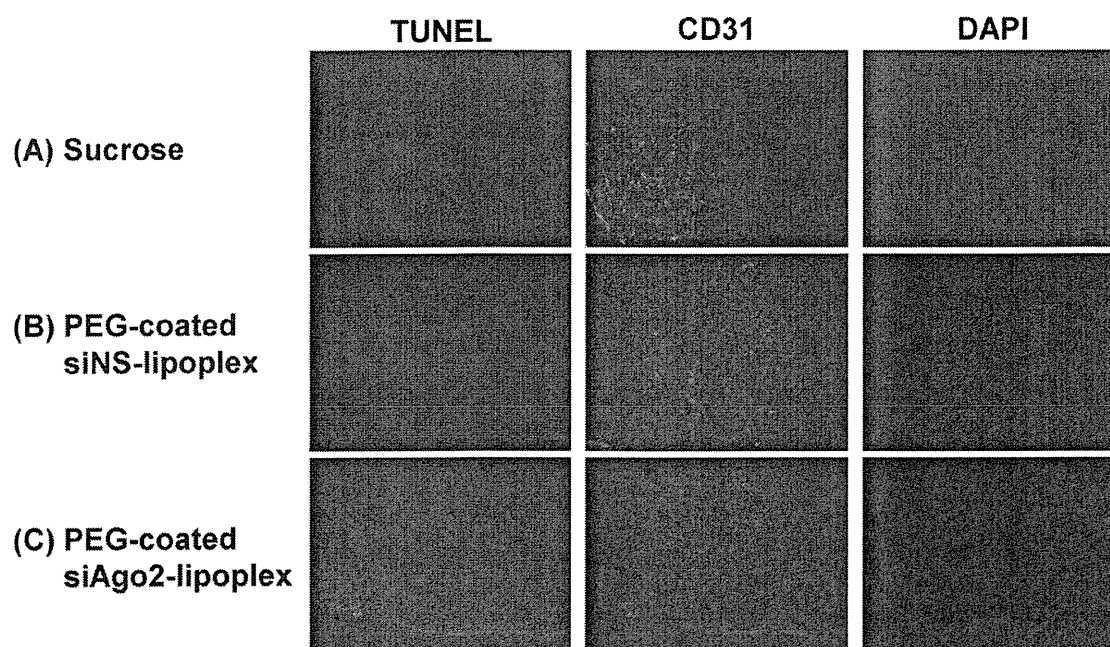 TUNEL CD31 DAPI
(A) Sucrose
(B) PEG-coated
siNS-lipoplex
(C) PEG-coated
siAgo2-lipoplex